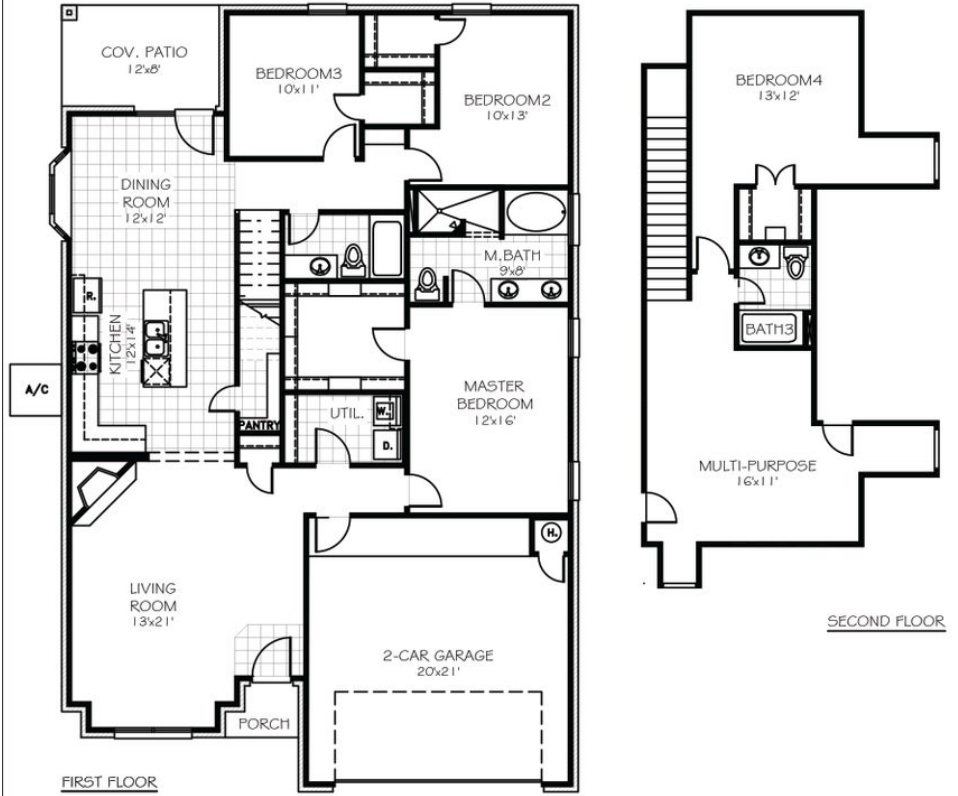 COV. PATIO
12'x8'
BEDROOM3
10'x11'
BEDROOM2
10'x13'
DINING
ROOM
12'x12'
M.BATH
9'x8'
R.
KITCHEN
12'x14'
A/C
MASTER
BEDROOM
12'x16'
UTIL.
W.
D.
PANTRY
H.
LIVING
ROOM
13'x21'
2-CAR GARAGE
20'x21'
PORCH
FIRST FLOOR
BEDROOM4
13'x12'
BATH3
MULTI-PURPOSE
16'x11'
SECOND FLOOR